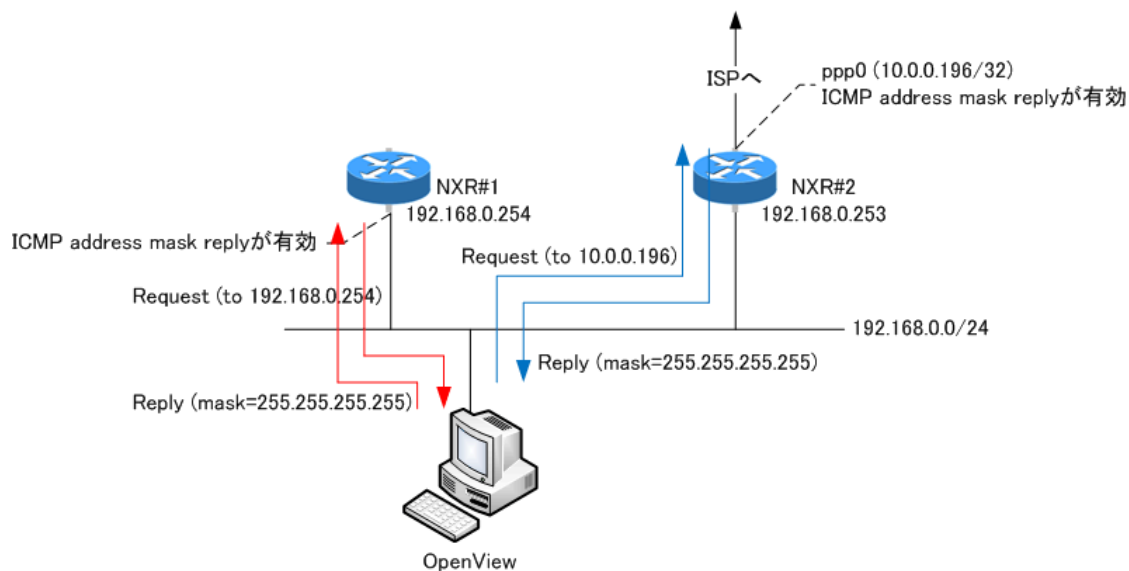 ISPへ
ppp0 (10.0.0.196/32)
ICMP address mask replyが有効
NXR#1
192.168.0.254
NXR#2
192.168.0.253
ICMP address mask replyが有効
Request (to 10.0.0.196)
Request (to 192.168.0.254)
192.168.0.0/24
Reply (mask=255.255.255.255)
Reply (mask=255.255.255.255)
OpenView